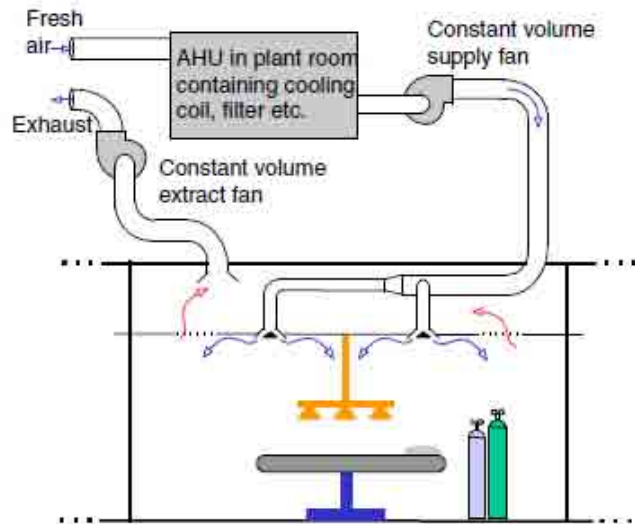 Fresh
air
AHU in plant room
containing cooling
coil, filter etc.
Constant volume
supply fan
Exhaust
Constant volume
extract fan